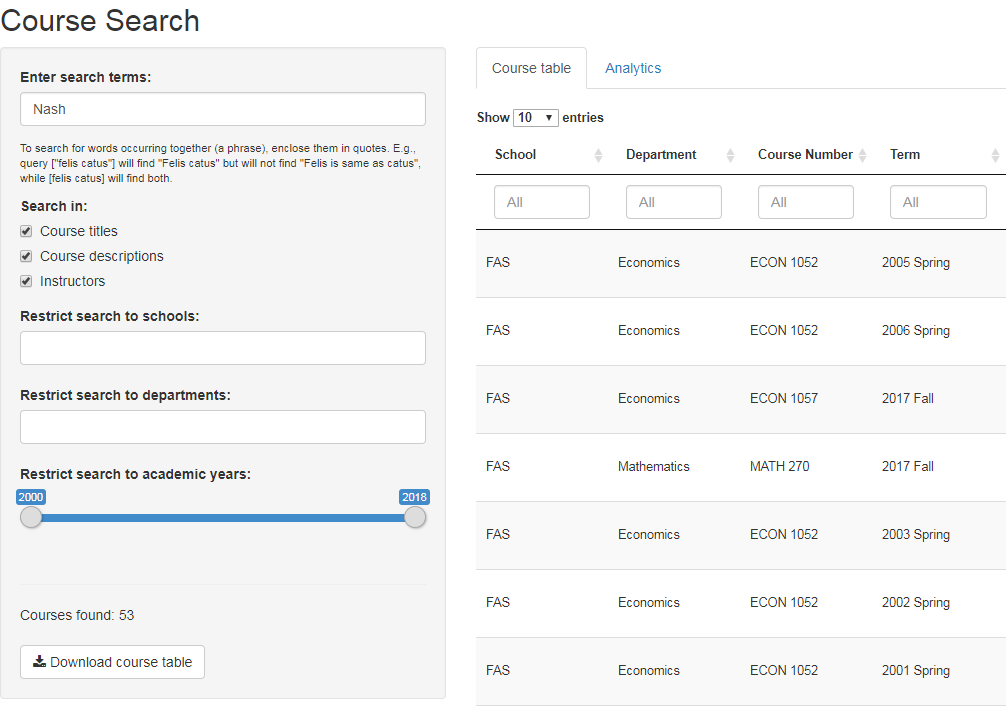 Course Search
Enter search terms:
Nash
To search for words occurring together (a phrase), enclose them in quotes. E.g.,
query ["felis catus"] will find "Felis catus" but will not find "Felis is same as catus",
while [felis catus] will find both.
Search in:
Course titles
Course descriptions
Instructors
Restrict search to schools:
Restrict search to departments:
Restrict search to academic years:
2000 2018
Courses found: 53
Download course table
Course table Analytics
Show 10 entries
School Department Course Number Term
All All All All
FAS Economics ECON 1052 2005 Spring
FAS Economics ECON 1052 2006 Spring
FAS Economics ECON 1057 2017 Fall
FAS Mathematics MATH 270 2017 Fall
FAS Economics ECON 1052 2003 Spring
FAS Economics ECON 1052 2002 Spring
FAS Economics ECON 1052 2001 Spring